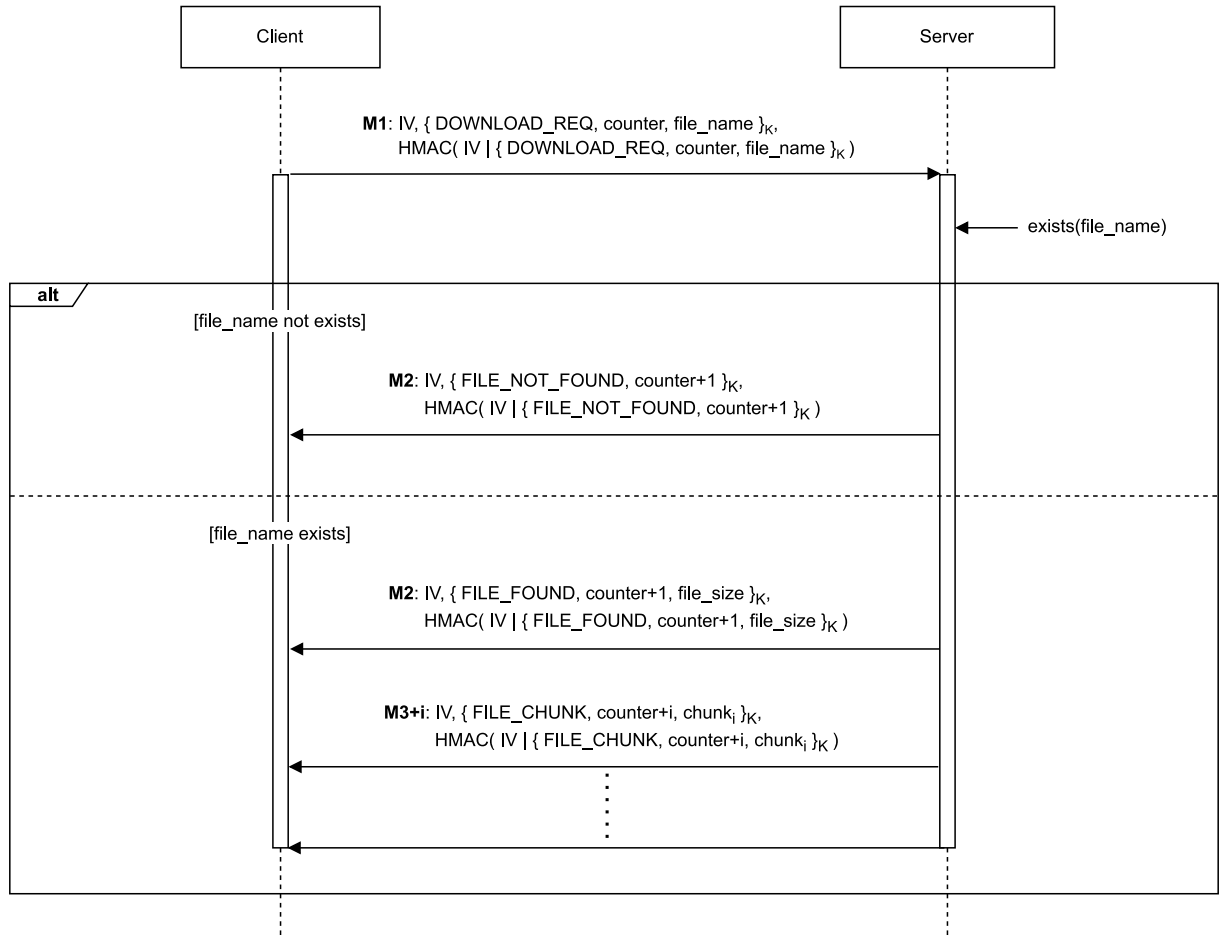 Client
Server
M1: IV, { DOWNLOAD_REQ, counter, file_name }K,
HMAC( IV | { DOWNLOAD_REQ, counter, file_name }K )
exists(file_name)
alt
[file_name not exists]
M2: IV, { FILE_NOT_FOUND, counter+1 }K,
HMAC( IV | { FILE_NOT_FOUND, counter+1 }K )
[file_name exists]
M2: IV, { FILE_FOUND, counter+1, file_size }K,
HMAC( IV | { FILE_FOUND, counter+1, file_size }K )
M3+i: IV, { FILE_CHUNK, counter+i, chunki }K,
HMAC( IV | { FILE_CHUNK, counter+i, chunki }K )